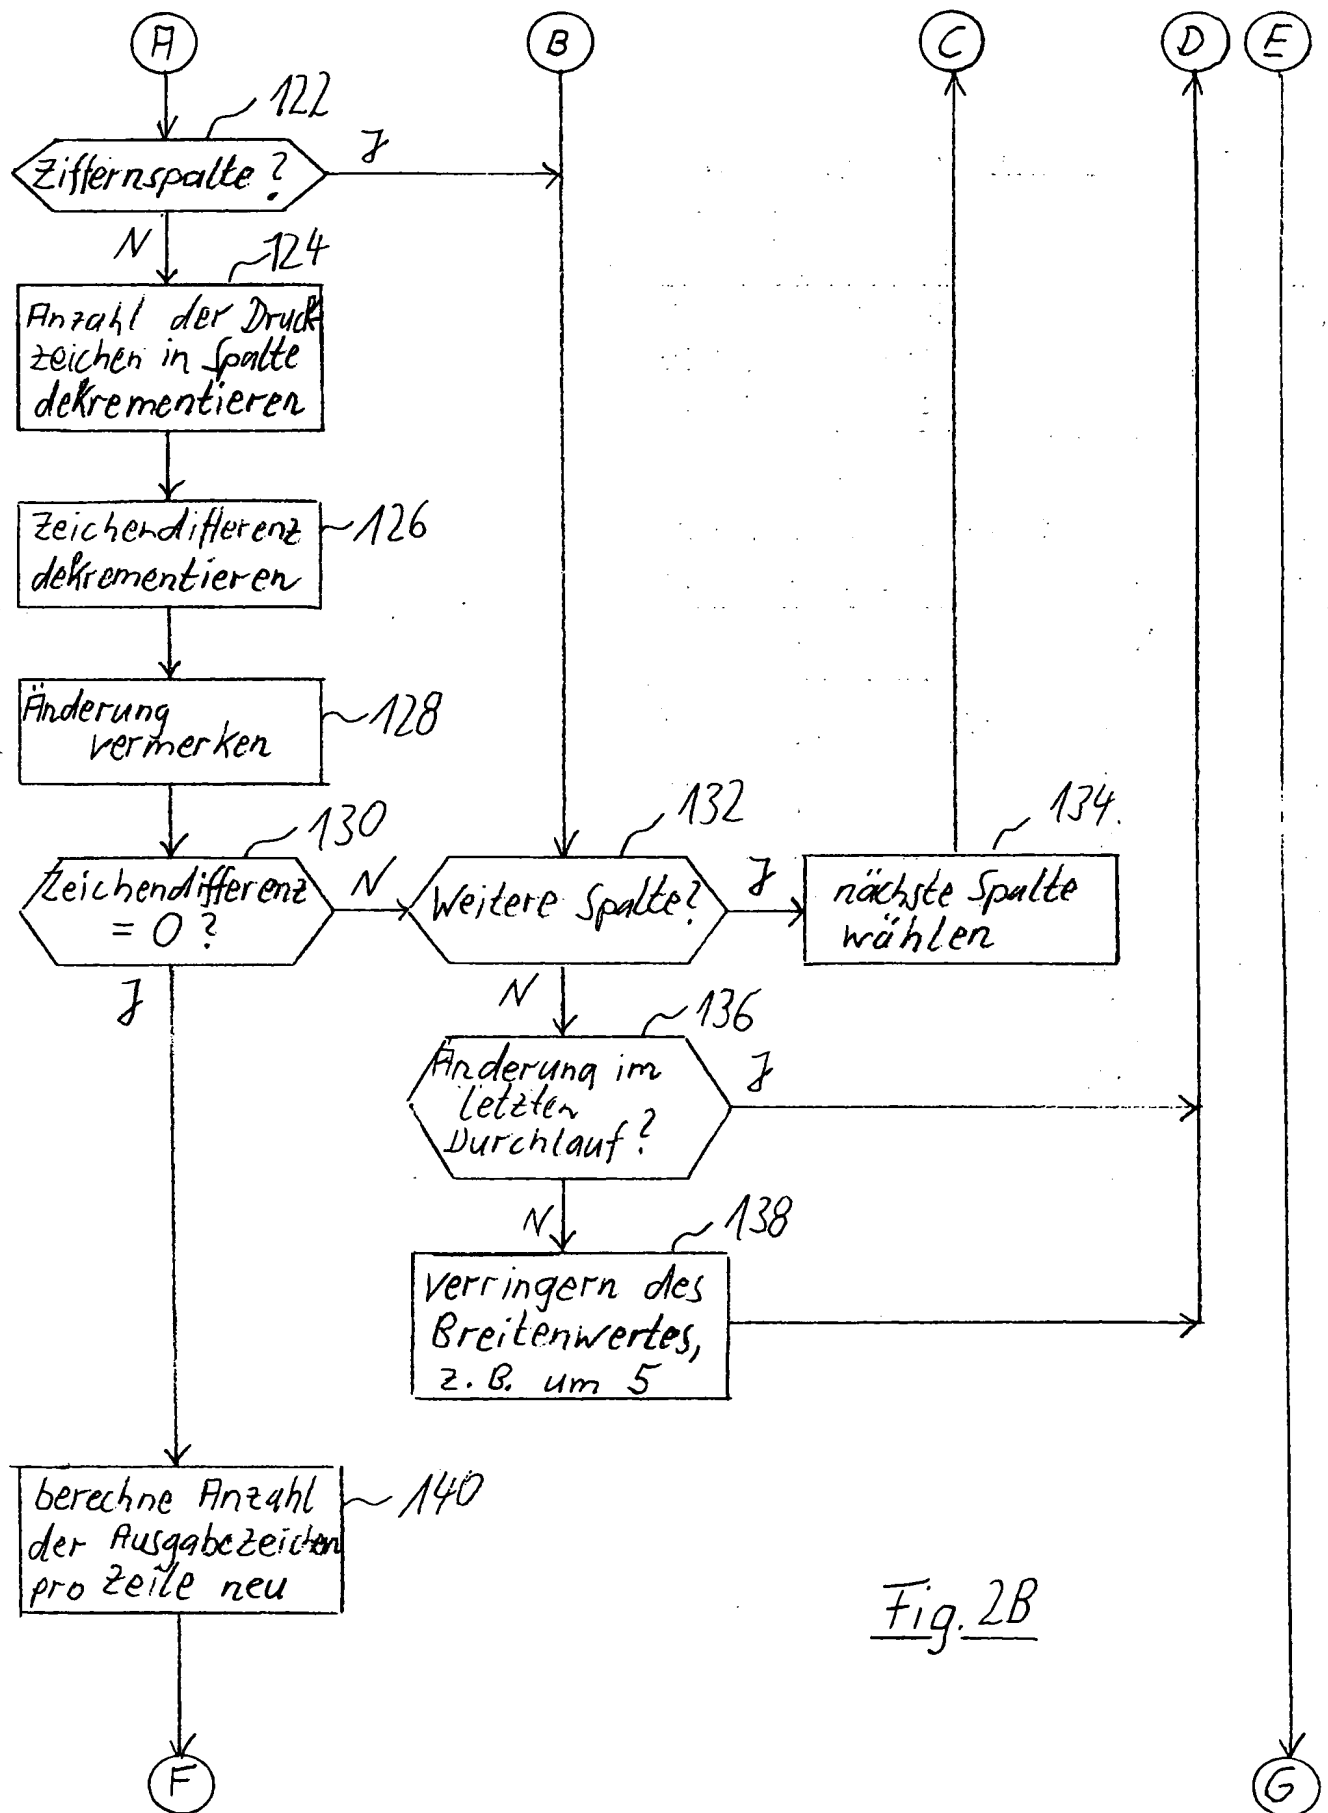 A
B
C
D
E
122
Ziffernspalte?
J
N
124
Anzahl der Druck
zeichen in Spalte
dekrementieren
Zeichendifferenz
dekrementieren
126
Änderung
vermerken
128
130
Zeichendifferenz
= 0 ?
N
J
132
Weitere Spalte?
J
N
134.
nächste Spalte
wählen
136
Änderung im
letzten
Durchlauf?
J
N
138
verringern des
Breitenwertes,
z.B. um 5
berechne Anzahl
der Ausgabezeichen
pro Zeile neu
140
Fig. 2B
F
G